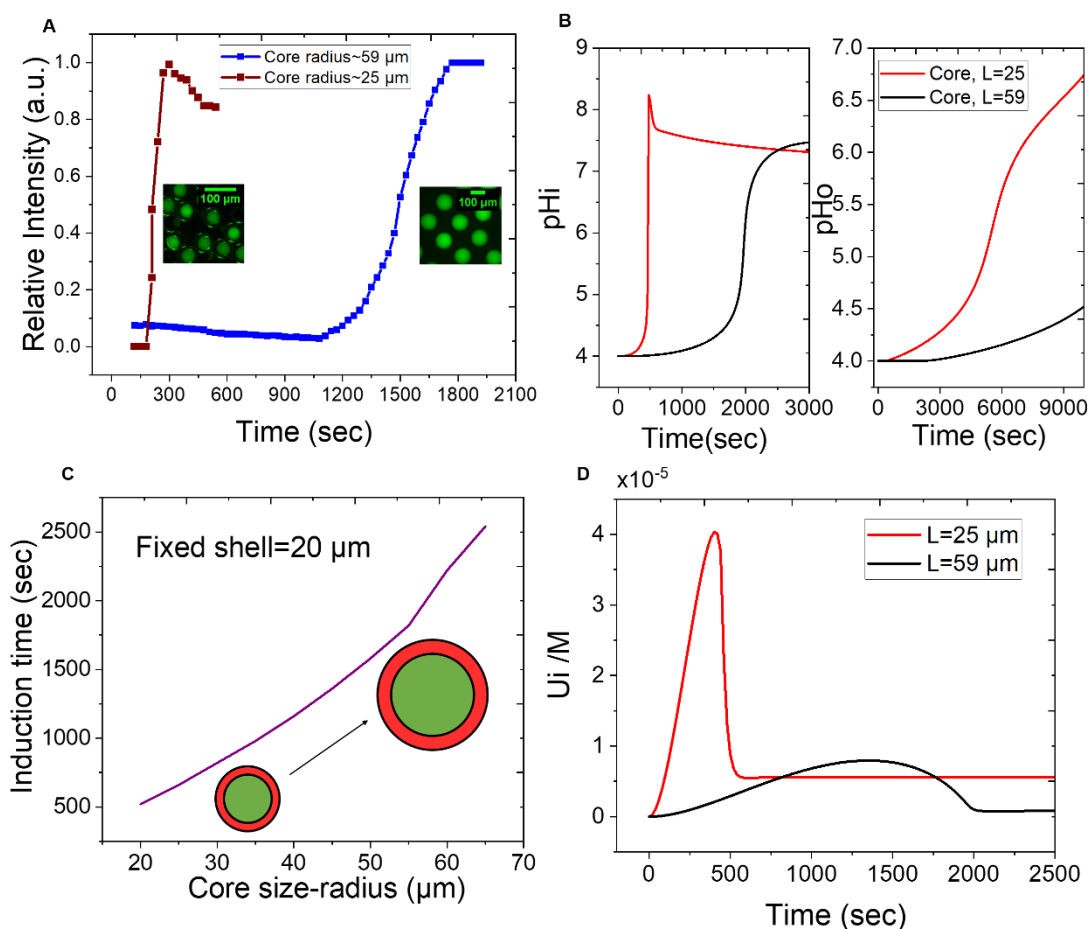 A
Core radius~59 µm
Core radius~25 µm
1.0
0.8
0.6
0.4
0.2
0.0
100 µm
100 µm
0 300 600 900 1200 1500 1800 2100
Relative Intensity (a.u.)
Time (sec)
B
9
8
7
6
5
4
0 1000 2000 3000
pHi
Time(sec)
7.0
6.5
6.0
5.5
5.0
4.5
4.0
Core, L=25
Core, L=59
0 3000 6000 9000
pHo
Time (sec)
C
Fixed shell=20 µm
2500
2000
1500
1000
500
20 30 40 50 60 70
Induction time (sec)
Core size-radius (µm)
D
x10-5
4
3
2
1
0
L=25 µm
L=59 µm
0 500 1000 1500 2000 2500
Ui /M
Time (sec)